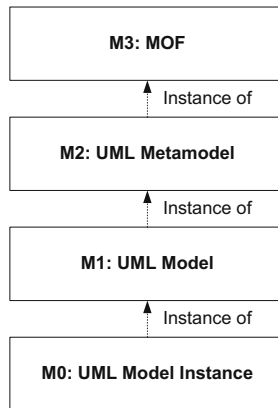 M3: MOF
Instance of
M2: UML Metamodel
Instance of
M1: UML Model
Instance of
M0: UML Model Instance